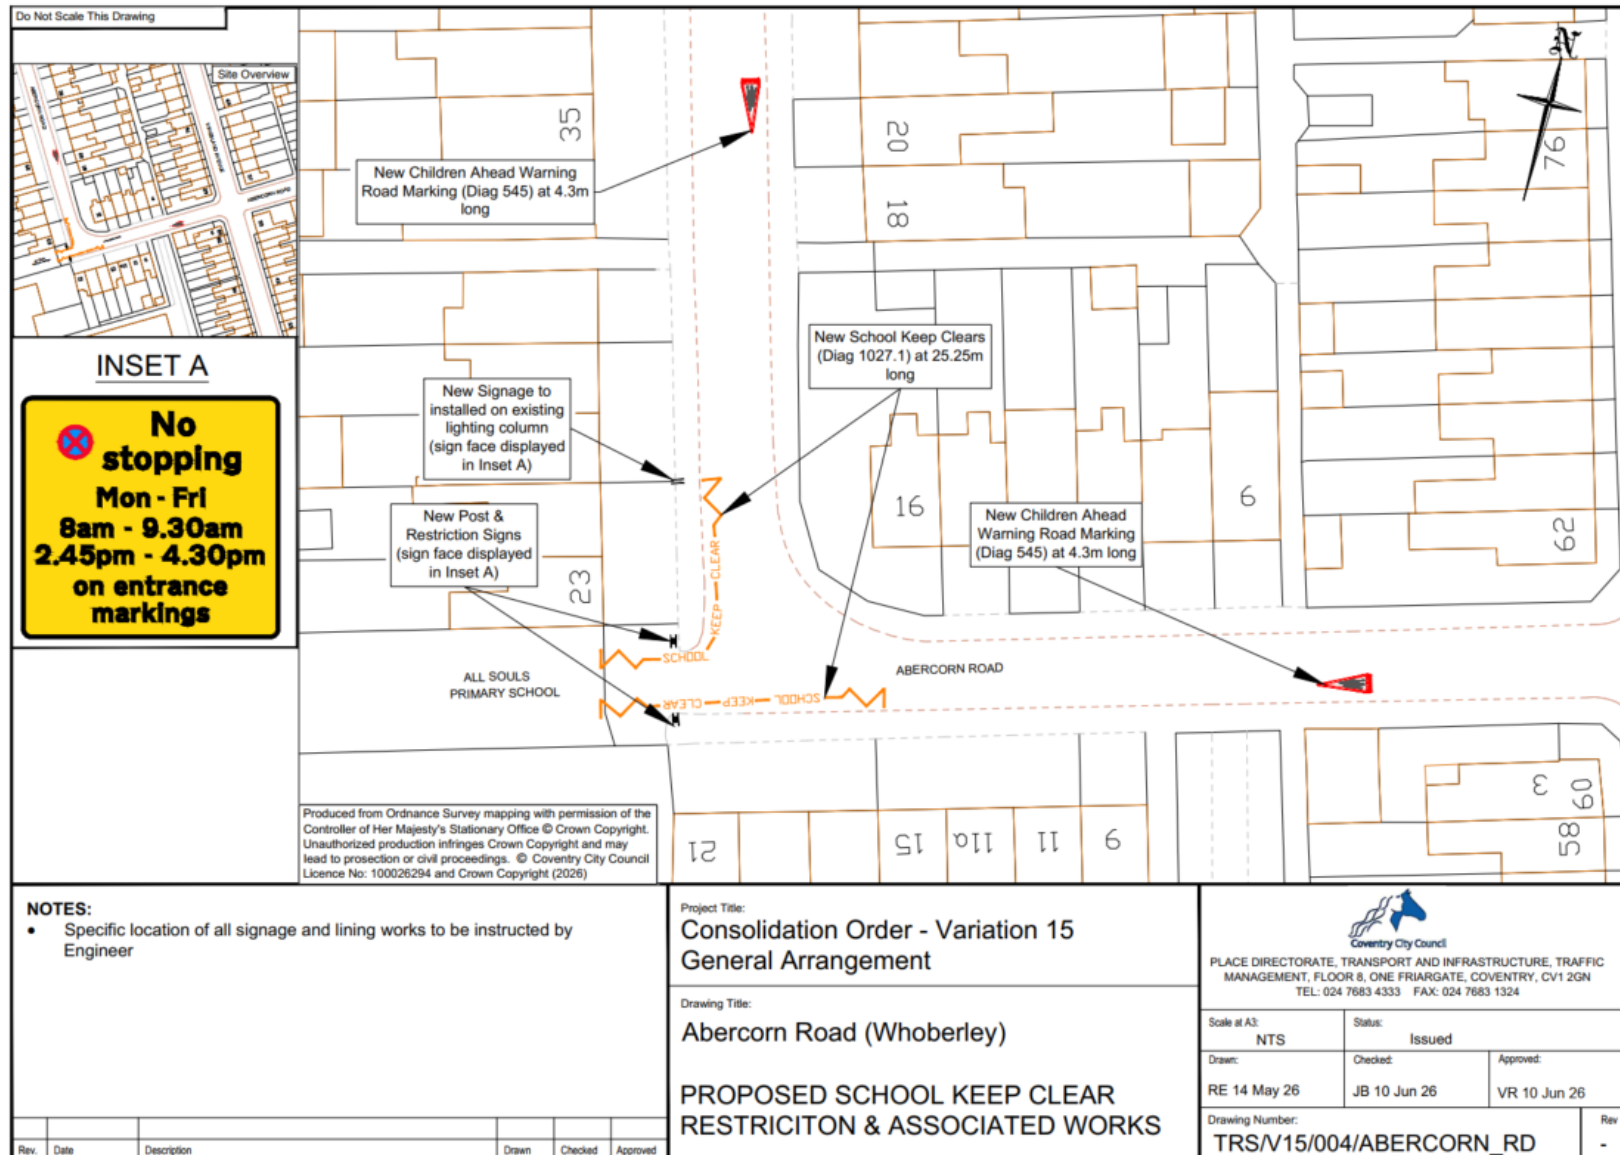 Do Not Scale This Drawing
Site Overview
INSET A
No
stopping
Mon - Fri
8am - 9.30am
2.45pm - 4.30pm
on entrance
markings
New Children Ahead Warning
Road Marking (Diag 545) at 4.3m
long
New Signage to
installed on existing
lighting column
(sign face displayed
in Inset A)
New Post &
Restriction Signs
(sign face displayed
in Inset A)
New School Keep Clears
(Diag 1027.1) at 25.25m
long
New Children Ahead
Warning Road Marking
(Diag 545) at 4.3m long
35
20
18
76
16
9
62
23
SCHOOL KEEP CLEAR
SCHOOL KEEP CLEAR
ALL SOULS
PRIMARY SCHOOL
ABERCORN ROAD
21
15
11a
11
9
3
58 60
N
Produced from Ordnance Survey mapping with permission of the
Controller of Her Majesty's Stationary Office © Crown Copyright.
Unauthorized production infringes Crown Copyright and may
lead to prosection or civil proceedings. © Coventry City Council
Licence No: 100026294 and Crown Copyright (2026)
NOTES:
• Specific location of all signage and lining works to be instructed by
Engineer
Rev. Date Description Drawn Checked Approved
Project Title:
Consolidation Order - Variation 15
General Arrangement
Drawing Title:
Abercorn Road (Whoberley)
PROPOSED SCHOOL KEEP CLEAR
RESTRICITON & ASSOCIATED WORKS
Coventry City Council
PLACE DIRECTORATE, TRANSPORT AND INFRASTRUCTURE, TRAFFIC
MANAGEMENT, FLOOR 8, ONE FRIARGATE, COVENTRY, CV1 2GN
TEL: 024 7683 4333 FAX: 024 7683 1324
Scale at A3:
NTS
Status:
Issued
Drawn:
RE 14 May 26
Checked:
JB 10 Jun 26
Approved:
VR 10 Jun 26
Drawing Number:
TRS/V15/004/ABERCORN_RD
Rev
-